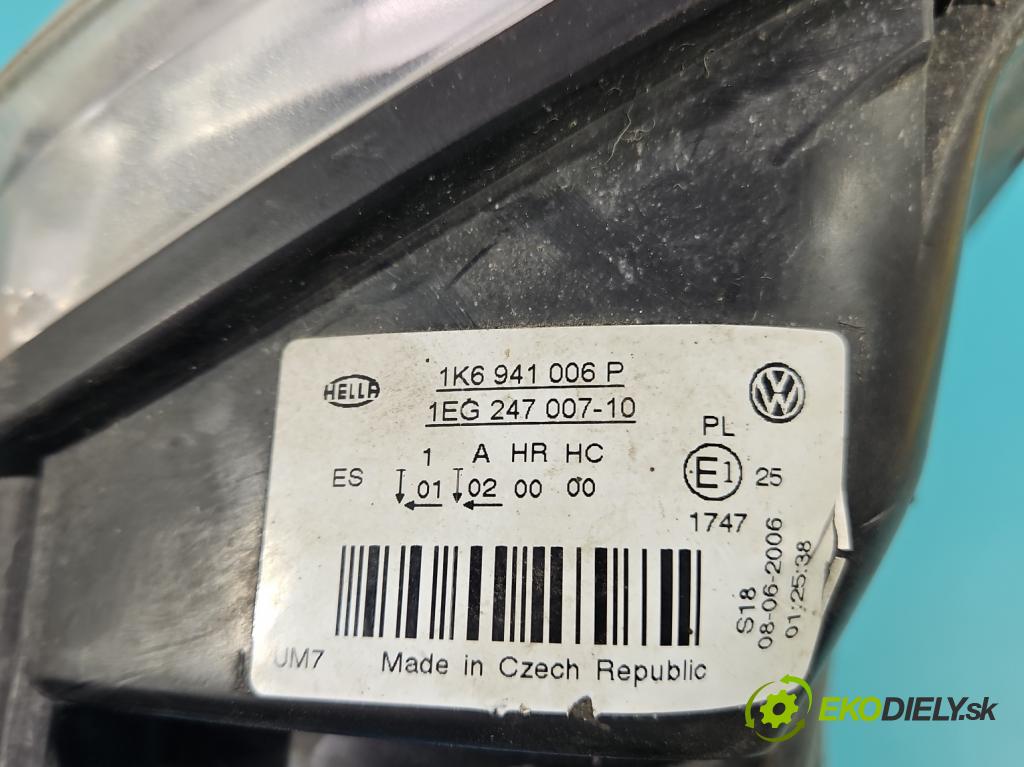 HELLA
1K6 941 006 P
1EG 247 007-10
VW
1 A HR HC
PL
ES 01 02 00 00
E1 25
1747
S18
08-06-2006
01:25:38
UM7 Made in Czech Republic
EKODIELY.sk